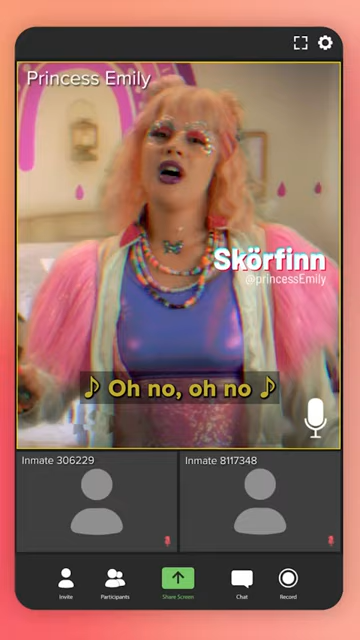 Princess Emily
Skörfinn
@princessEmily
♪ Oh no, oh no ♪
Inmate 306229
Inmate 8117348
Invite
Participants
Share Screen
Chat
Record